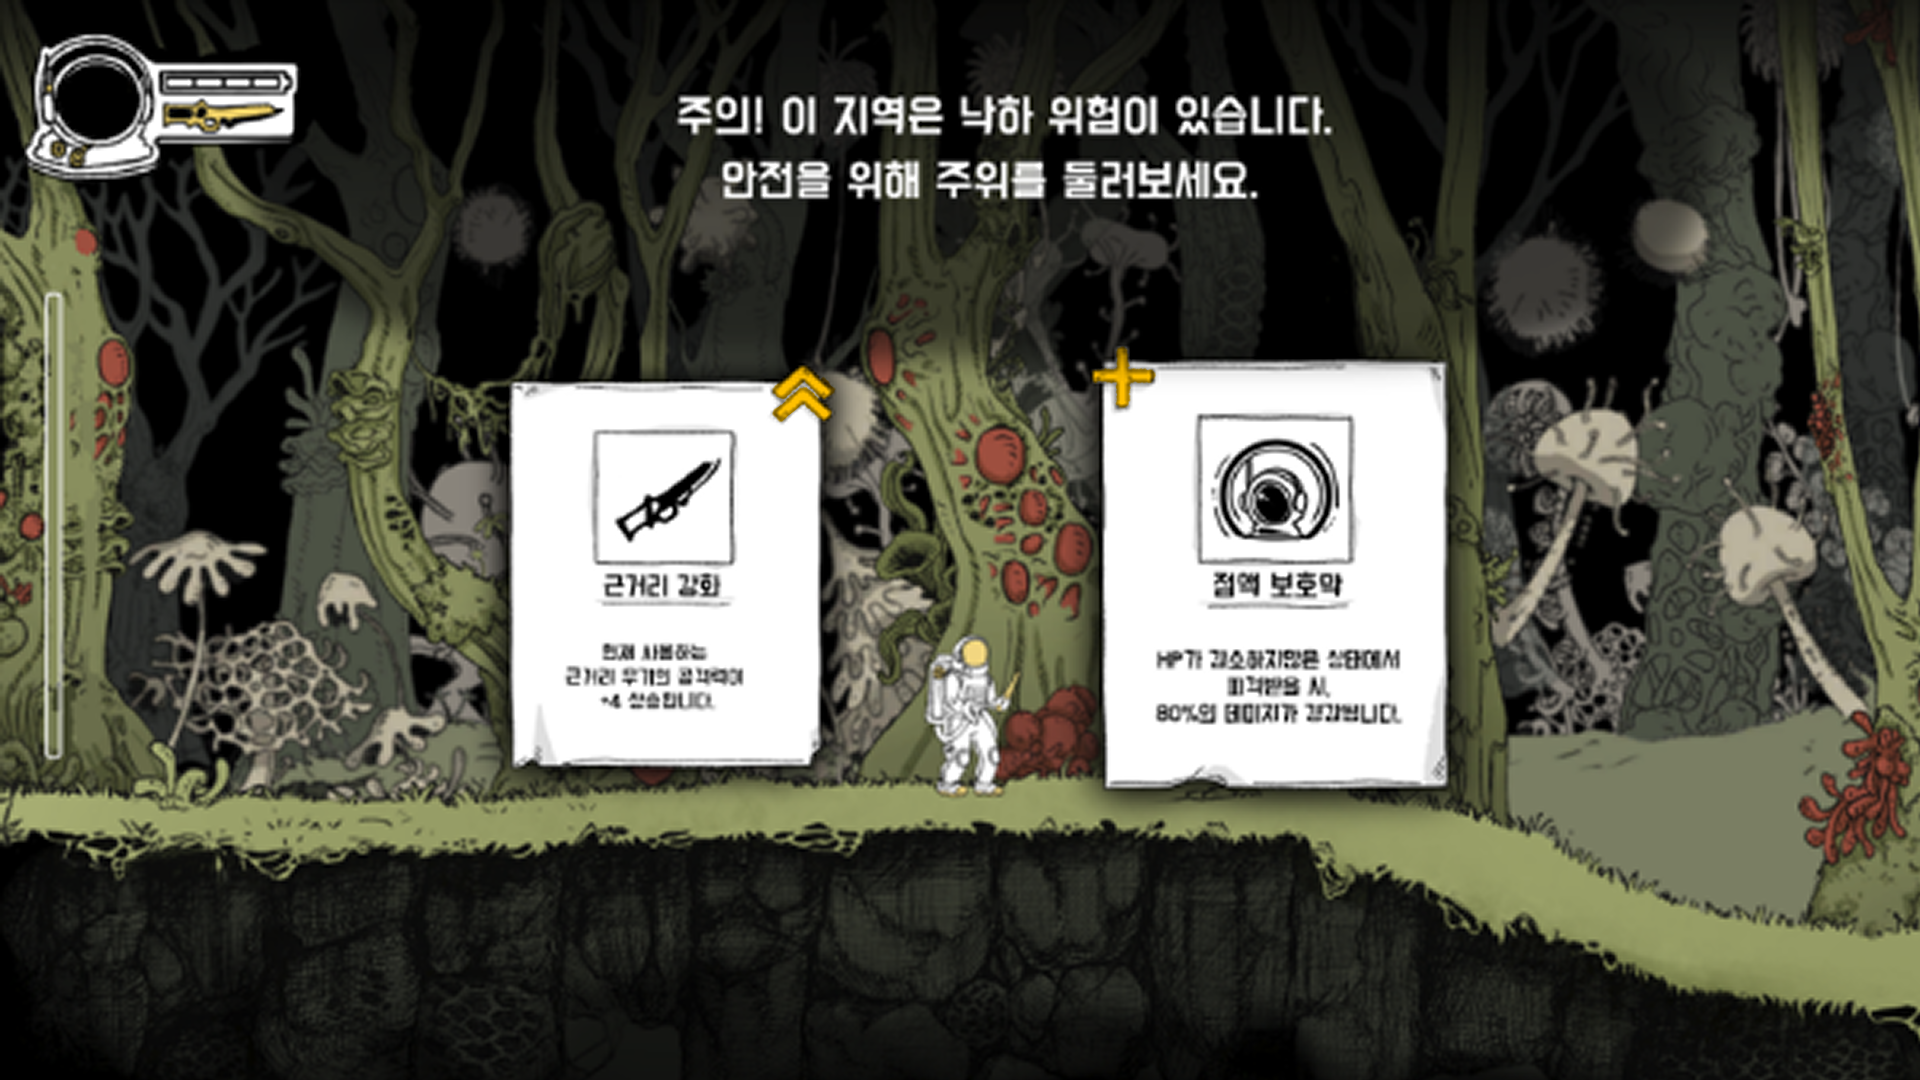 주의! 이 지역은 낙하 위험이 있습니다.
안전을 위해 주위를 둘러보세요.
근거리 강화
현재 사용하는
근거리 무기의 공격력이
+4 상승합니다.
점액 보호막
HP가 감소하지않은 상태에서
피격받을 시,
80%의 데미지가 경감됩니다.